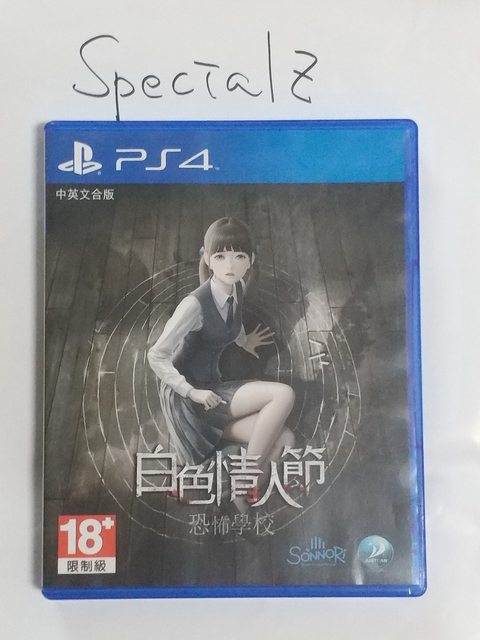 Specialz
PS4
中英文合版
白色情人節
恐怖學校
18+
限制級
SONNORI
JUSTDAN